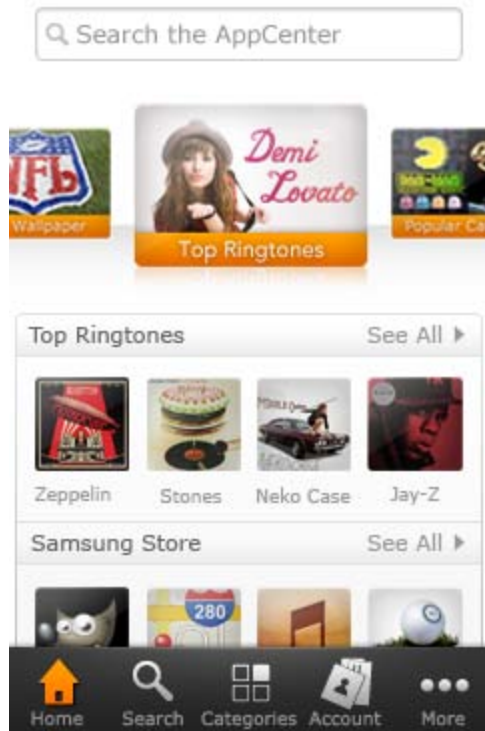 Search the AppCenter
NFL
Demi
Lovato
Wallpaper
Top Ringtones
Popular Ca
Top Ringtones
See All
Zeppelin
Stones
Neko Case
Jay-Z
Samsung Store
See All
280
Home
Search
Categories
Account
More